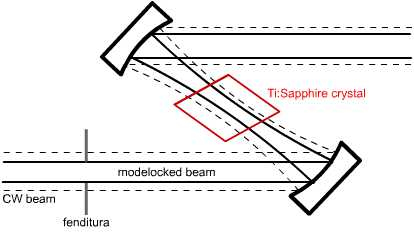 Ti:Sapphire crystal
modelocked beam
CW beam
fenditura